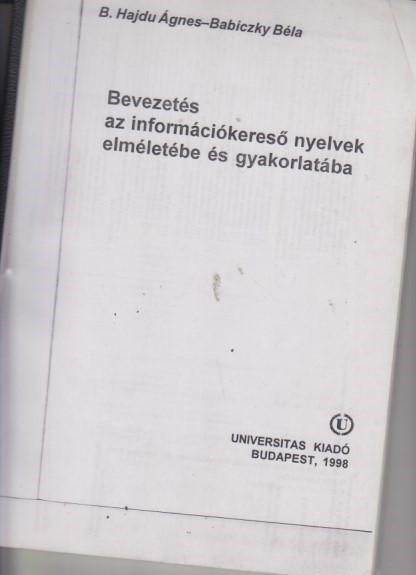 B. Hajdu Ágnes–Babiczky Béla
Bevezetés
az információkereső nyelvek
elméletébe és gyakorlatába
U
UNIVERSITAS KIADÓ
BUDAPEST, 1998